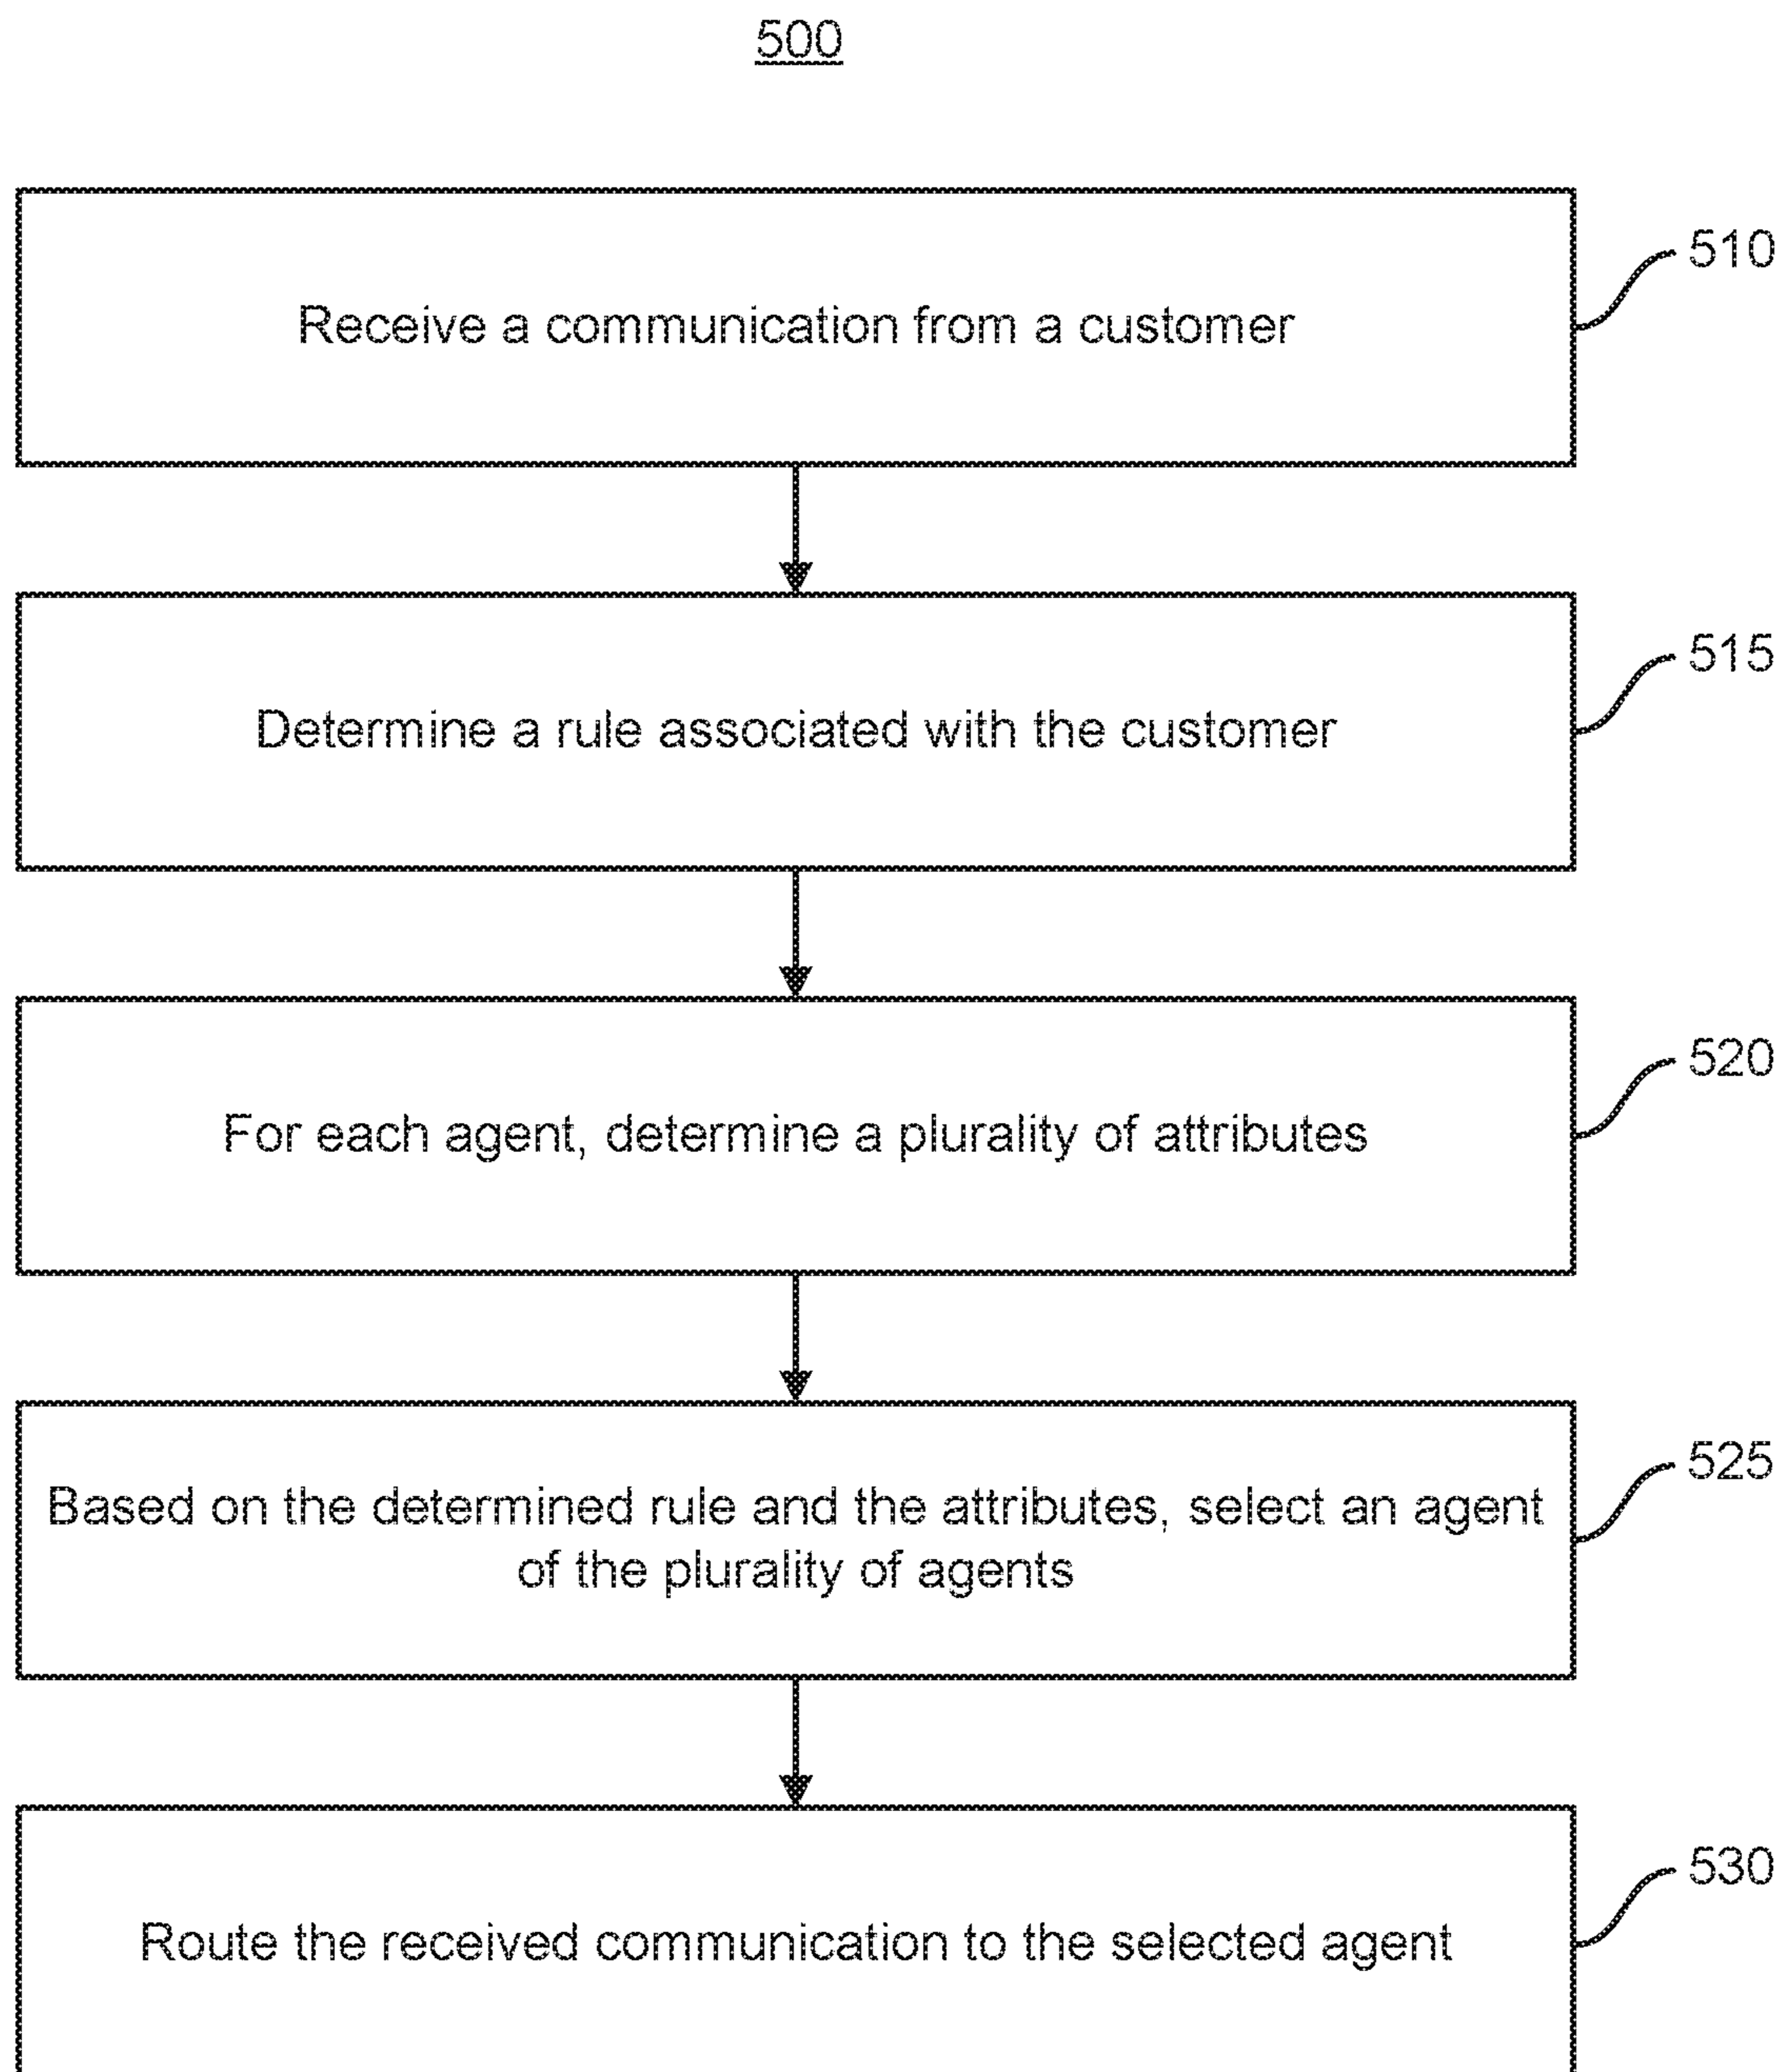 500
Receive a communication from a customer
510
Determine a rule associated with the customer
515
For each agent, determine a plurality of attributes
520
Based on the determined rule and the attributes, select an agent
of the plurality of agents
525
Route the received communication to the selected agent
530